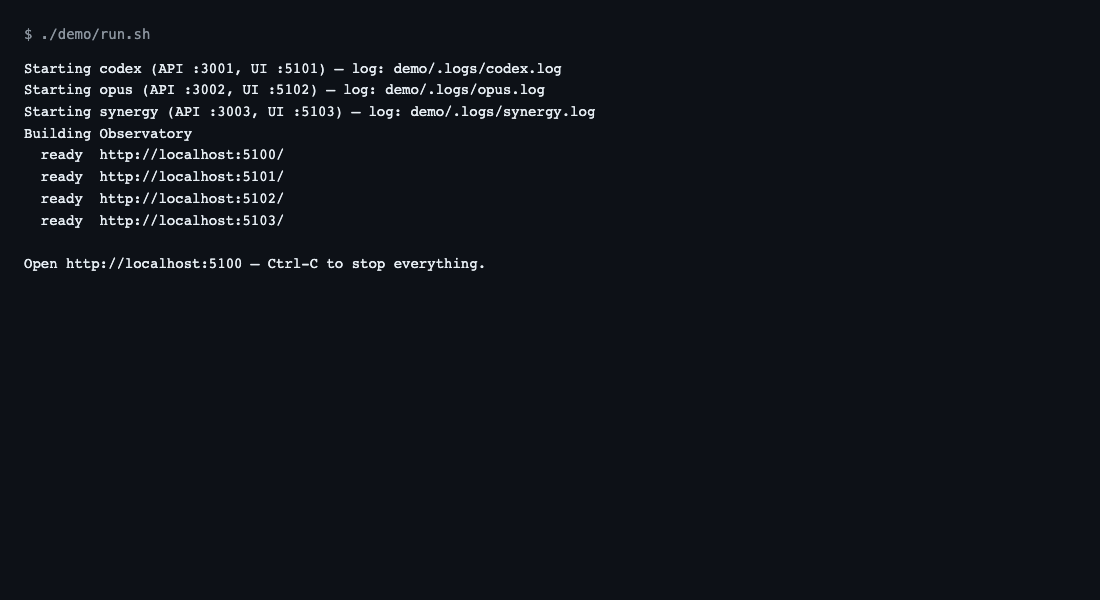 $ ./demo/run.sh
Starting codex (API :3001, UI :5101) — log: demo/.logs/codex.log
Starting opus (API :3002, UI :5102) — log: demo/.logs/opus.log
Starting synergy (API :3003, UI :5103) — log: demo/.logs/synergy.log
Building Observatory
  ready  http://localhost:5100/
  ready  http://localhost:5101/
  ready  http://localhost:5102/
  ready  http://localhost:5103/

Open http://localhost:5100 — Ctrl-C to stop everything.